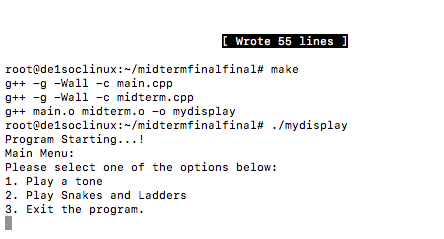 [ Wrote 55 lines ]
root@de1soclinux:~/midtermfinalfinal# make
g++ -g -Wall -c main.cpp
g++ -g -Wall -c midterm.cpp
g++ main.o midterm.o -o mydisplay
root@de1soclinux:~/midtermfinalfinal# ./mydisplay
Program Starting...!
Main Menu:
Please select one of the options below:
1. Play a tone
2. Play Snakes and Ladders
3. Exit the program.